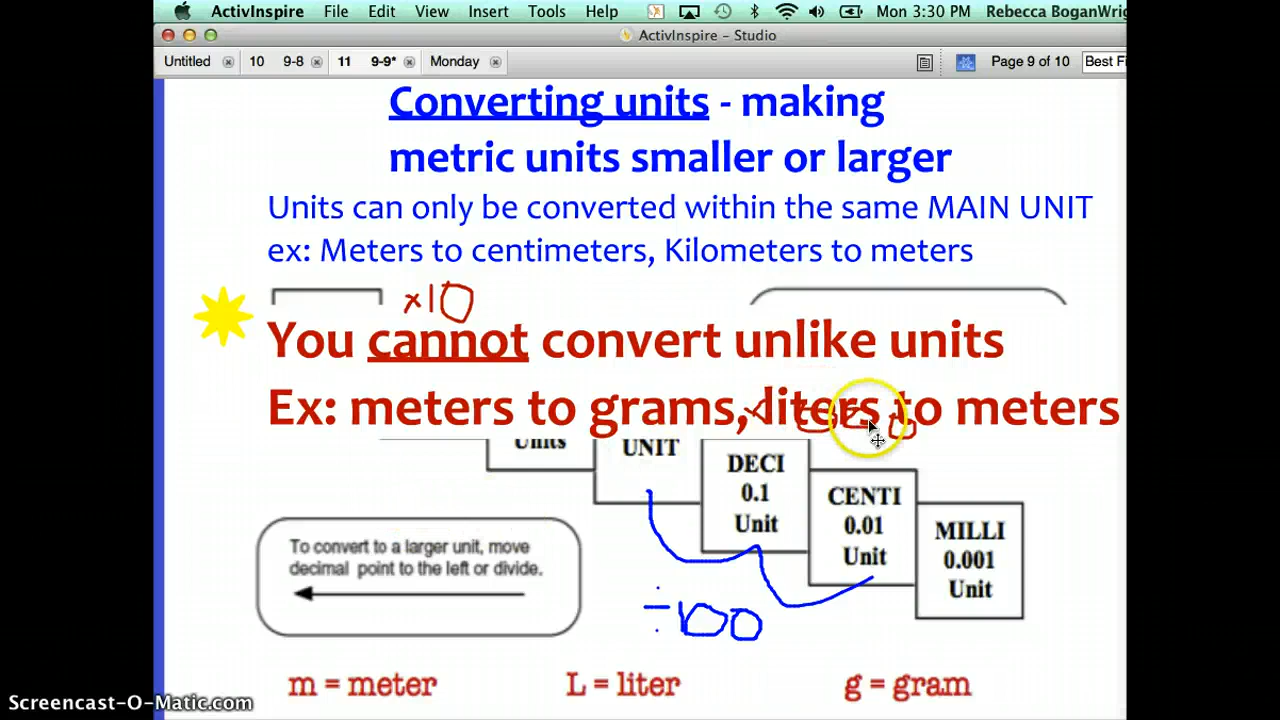 ActivInspire File Edit View Insert Tools Help Mon 3:30 PM Rebecca BoganWrig
ActivInspire - Studio
Untitled 10 9-8 11 9-9* Monday Page 9 of 10 Best Fi
Converting units - making
metric units smaller or larger
Units can only be converted within the same MAIN UNIT
ex: Meters to centimeters, Kilometers to meters
x10
You cannot convert unlike units
Ex: meters to grams, liters to meters
Units
UNIT
DECI
0.1
Unit
CENTI
0.01
Unit
MILLI
0.001
Unit
To convert to a larger unit, move
decimal point to the left or divide.
÷100
m = meter L = liter g = gram
Screencast-O-Matic.com